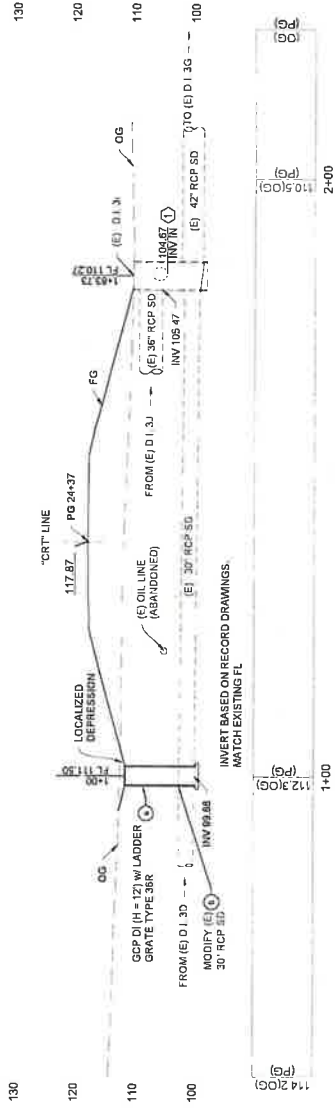 130
120
110
100
130
120
110
100
"CRT" LINE
117.87
PG 24+37
LOCALIZED
DEPRESSION
1+00
FL 111.50
OG
GCP DI (H = 12') w/ LADDER
GRATE TYPE 36R
4
FROM (E) D.I. 3D
MODIFY (E)
30" RCP SD
INV 99.68
INVERT BASED ON RECORD DRAWINGS.
MATCH EXISTING FL
(E) OIL LINE
(ABANDONED)
(E) 30" RCP SD
FG
FROM (E) D.I. 3J
(E) 36" RCP SD
INV 105.47
1+83.73
FL 110.27
(E) D.I. 3I
OG
104.67
INV IN
1
(E) 42" RCP SD
TO (E) D.I. 3G
114.2(OG)
(PG)
112.3(OG)
(PG)
1+00
110.5(OG)
(PG)
2+00
(OG)
(PG)